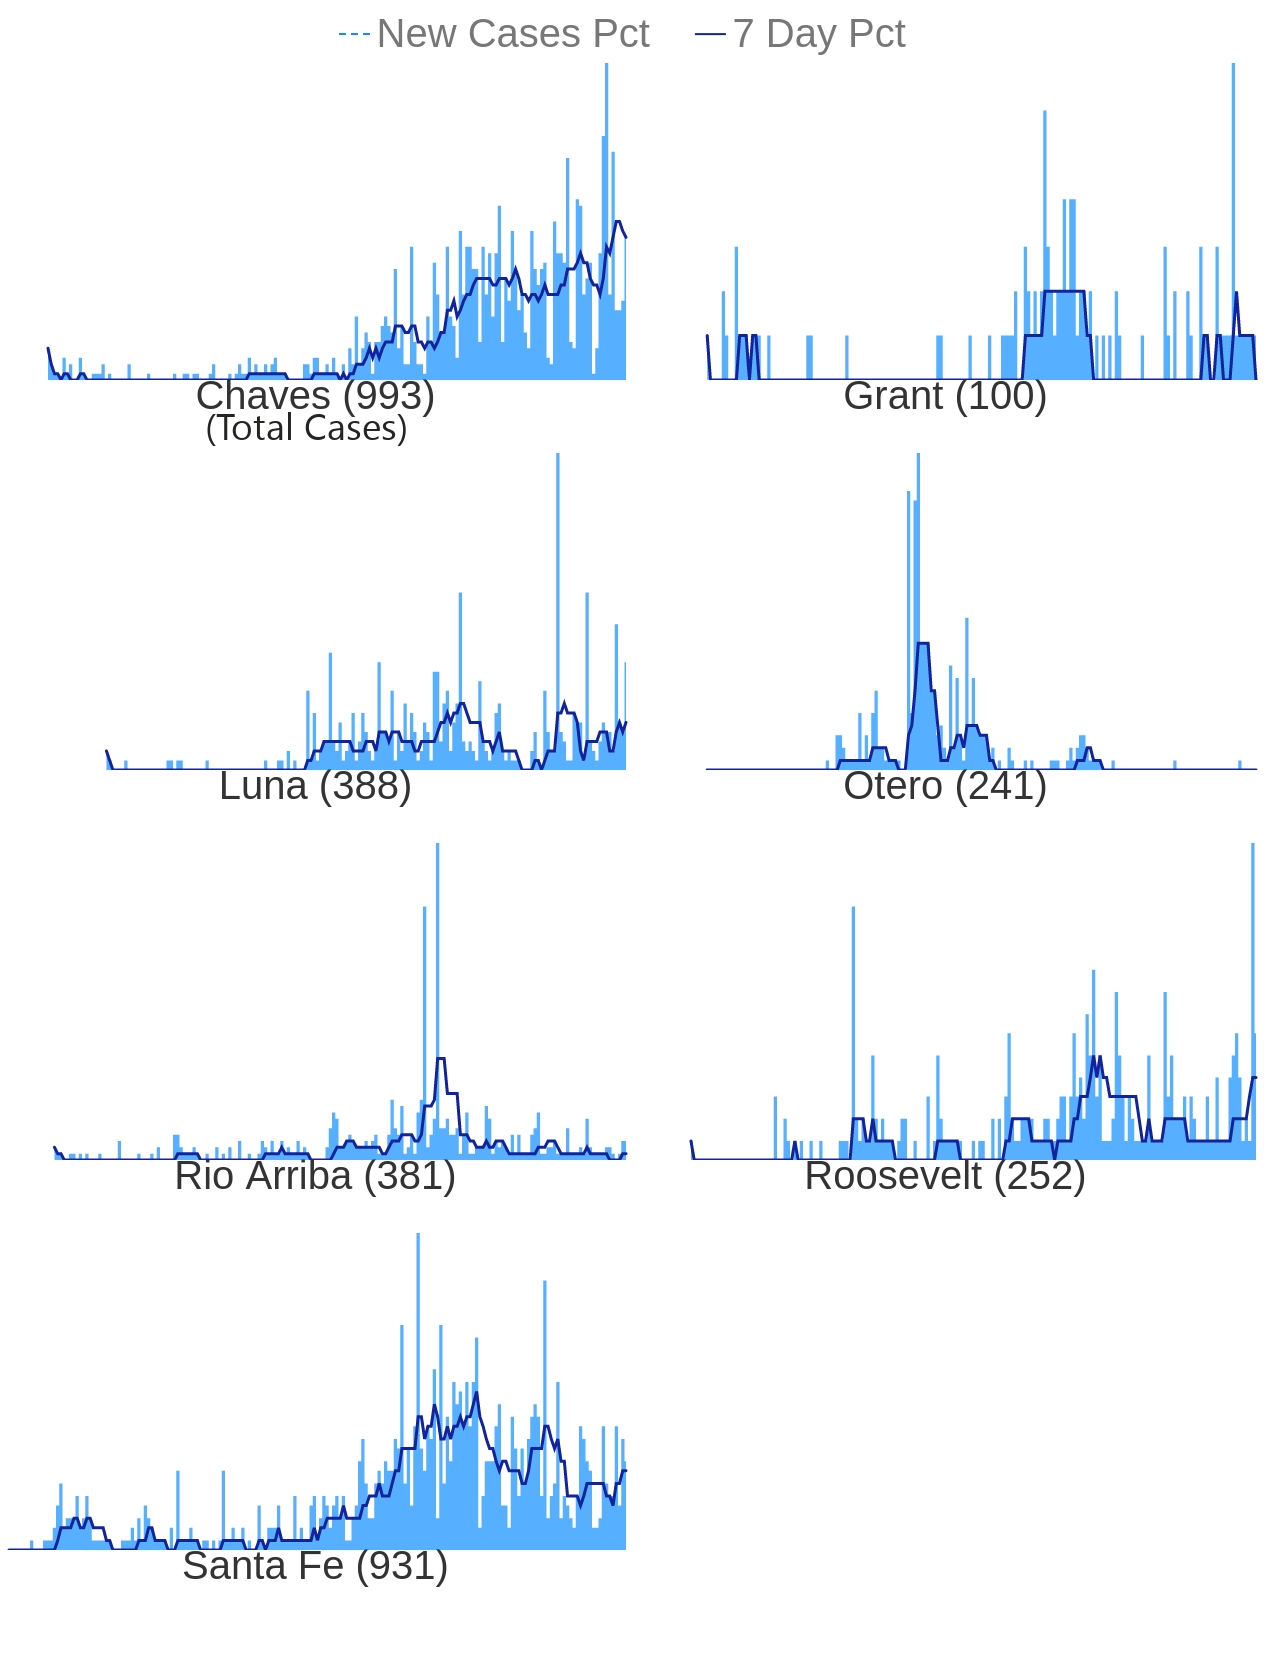 New Cases Pct 7 Day Pct
Chaves (993) Grant (100)
(Total Cases)
Luna (388) Otero (241)
Rio Arriba (381) Roosevelt (252)
Santa Fe (931)